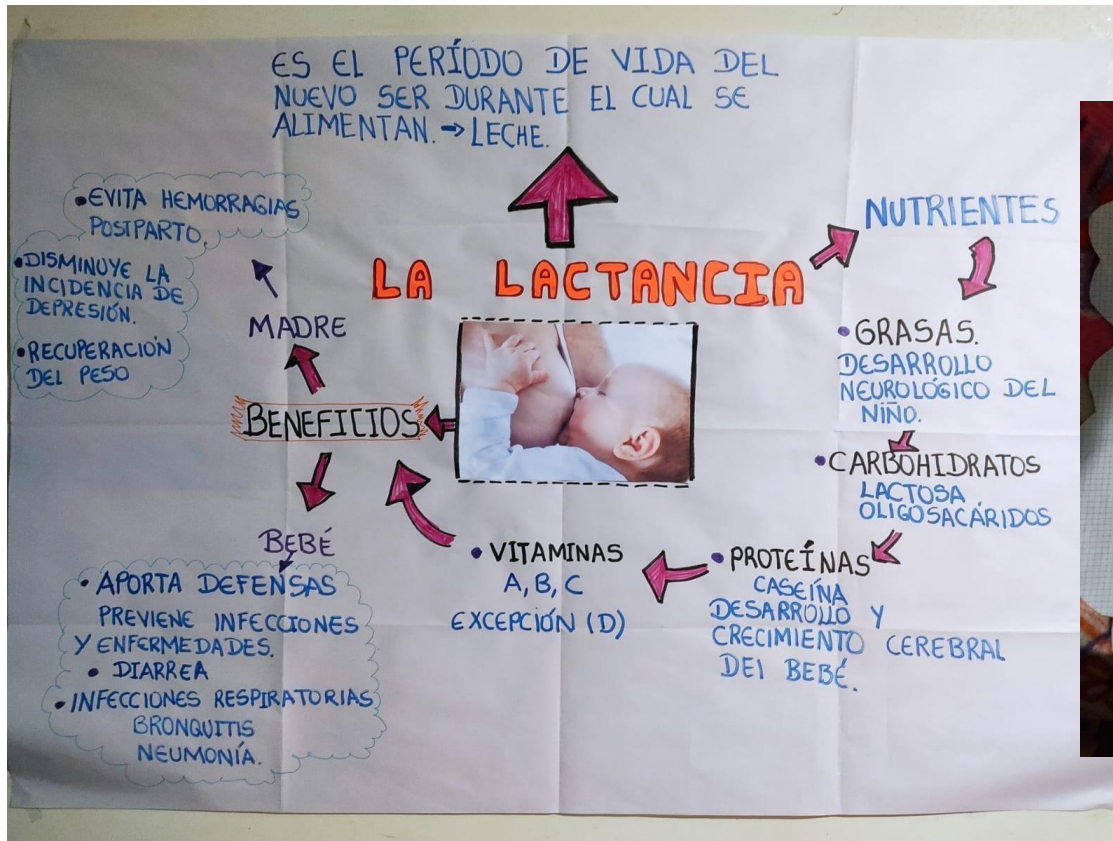 ES EL PERÍODO DE VIDA DEL
NUEVO SER DURANTE EL CUAL SE
ALIMENTAN. → LECHE.
LA LACTANCIA
NUTRIENTES
• GRASAS.
DESARROLLO
NEUROLÓGICO DEL
NIÑO.
• CARBOHIDRATOS
LACTOSA
OLIGOSACÁRIDOS
• PROTEÍNAS
CASEÍNA
DESARROLLO Y
CRECIMIENTO CEREBRAL
DEL BEBÉ.
• VITAMINAS
A, B, C
EXCEPCIÓN (D)
BENEFICIOS
MADRE
• EVITA HEMORRAGIAS
POSTPARTO.
• DISMINUYE LA
INCIDENCIA DE
DEPRESIÓN.
• RECUPERACIÓN
DEL PESO
BEBÉ
• APORTA DEFENSAS
PREVIENE INFECCIONES
Y ENFERMEDADES.
• DIARREA
• INFECCIONES RESPIRATORIAS
BRONQUITIS
NEUMONÍA.